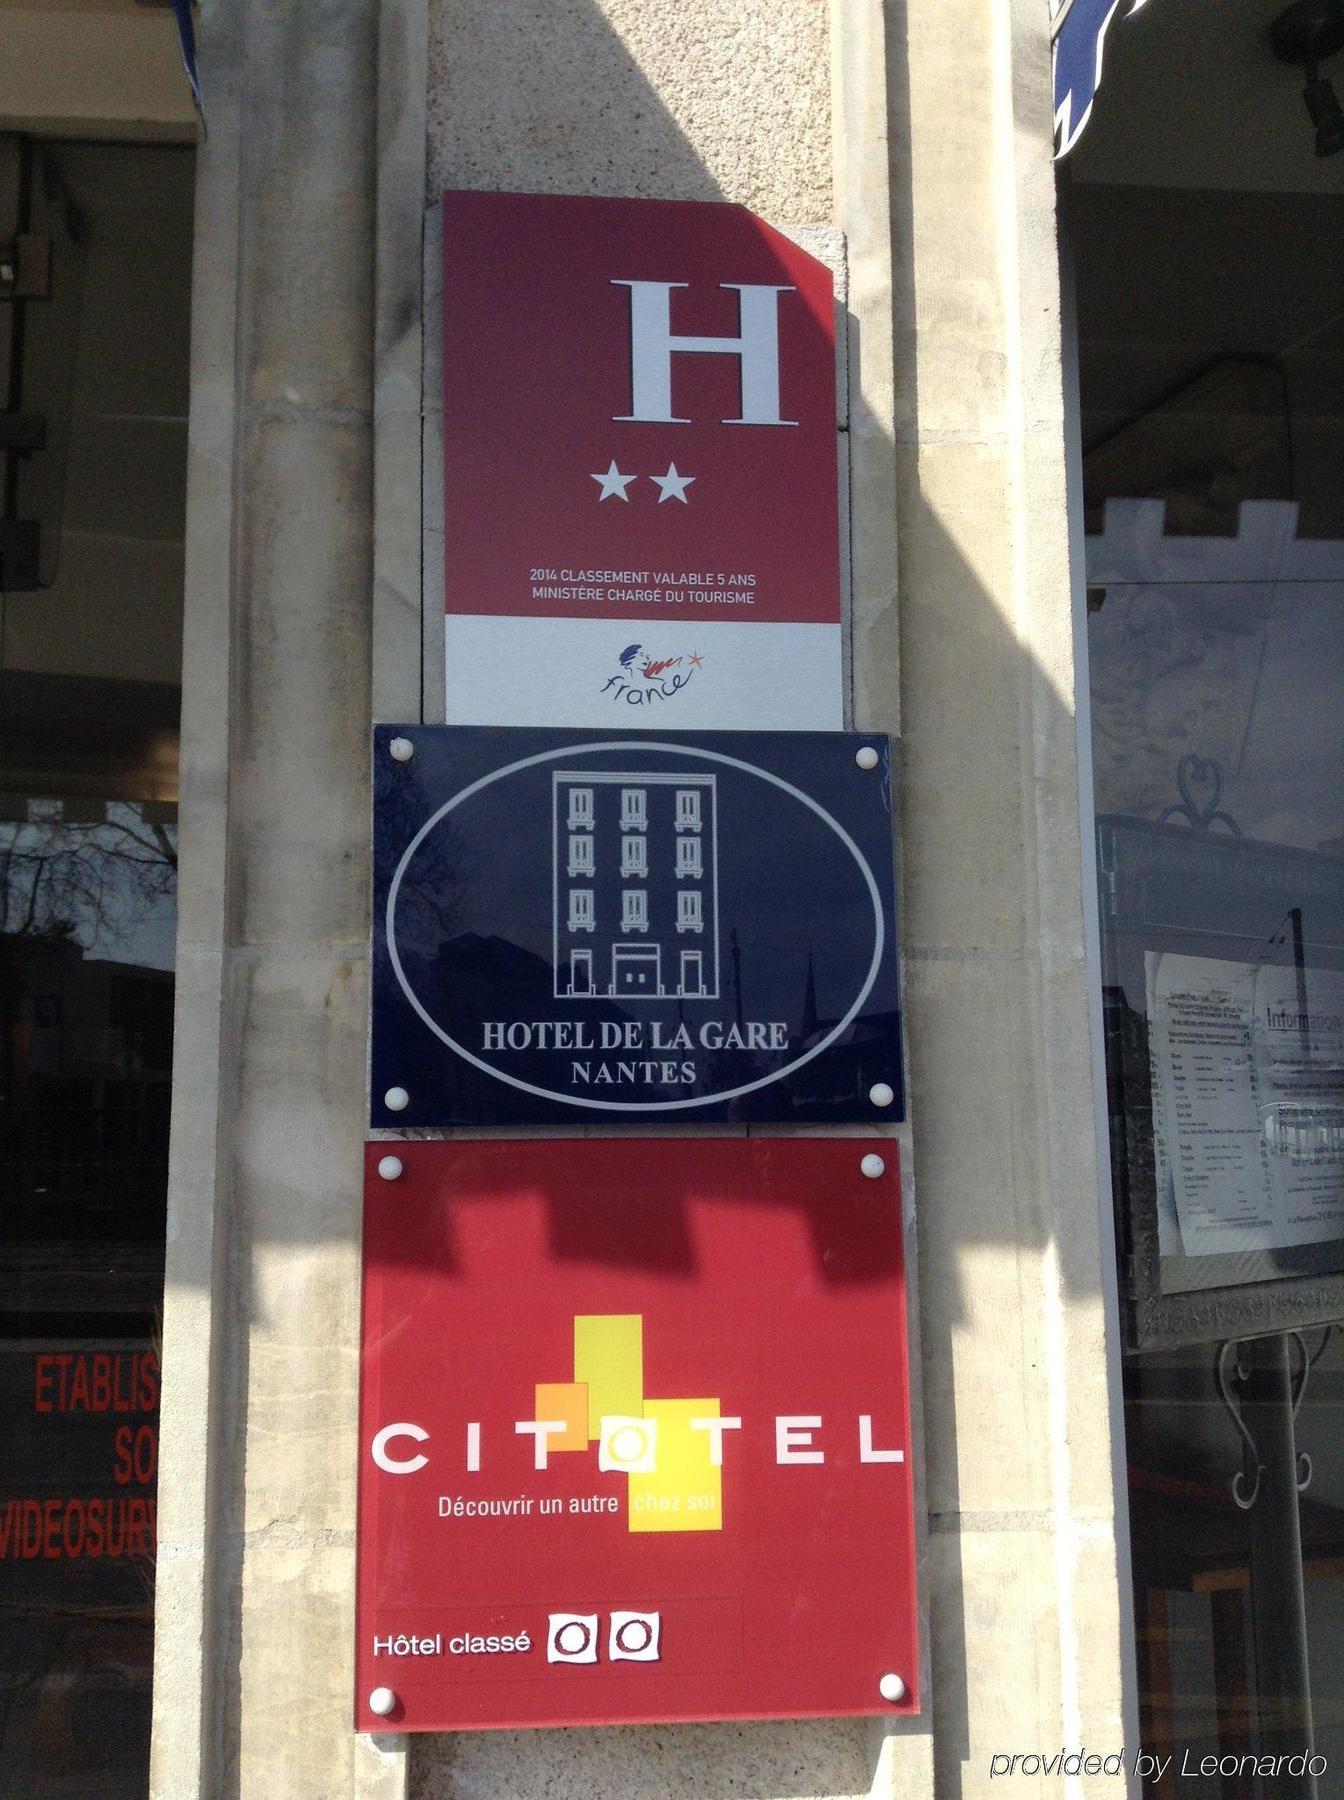 H
2014 CLASSEMENT VALABLE 5 ANS
MINISTÈRE CHARGÉ DU TOURISME
france
HOTEL DE LA GARE
NANTES
CITOTEL
Découvrir un autre chez soi
Hôtel classé
ETABLIS
SO
VIDEOSURV
Information
provided by Leonardo